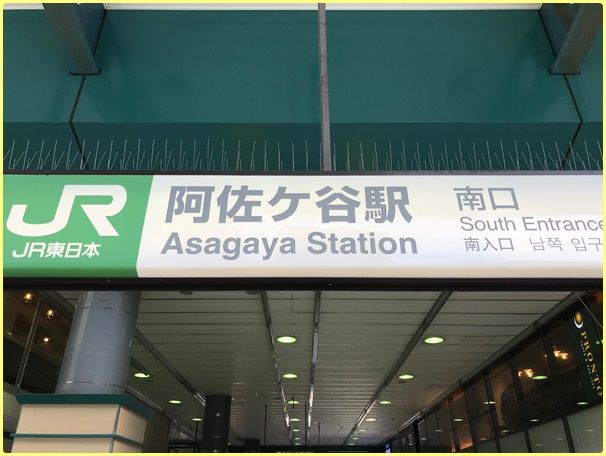 JR
JR東日本
阿佐ケ谷駅
Asagaya Station
南口
South Entrance
南入口 남쪽 입구
PRONTO